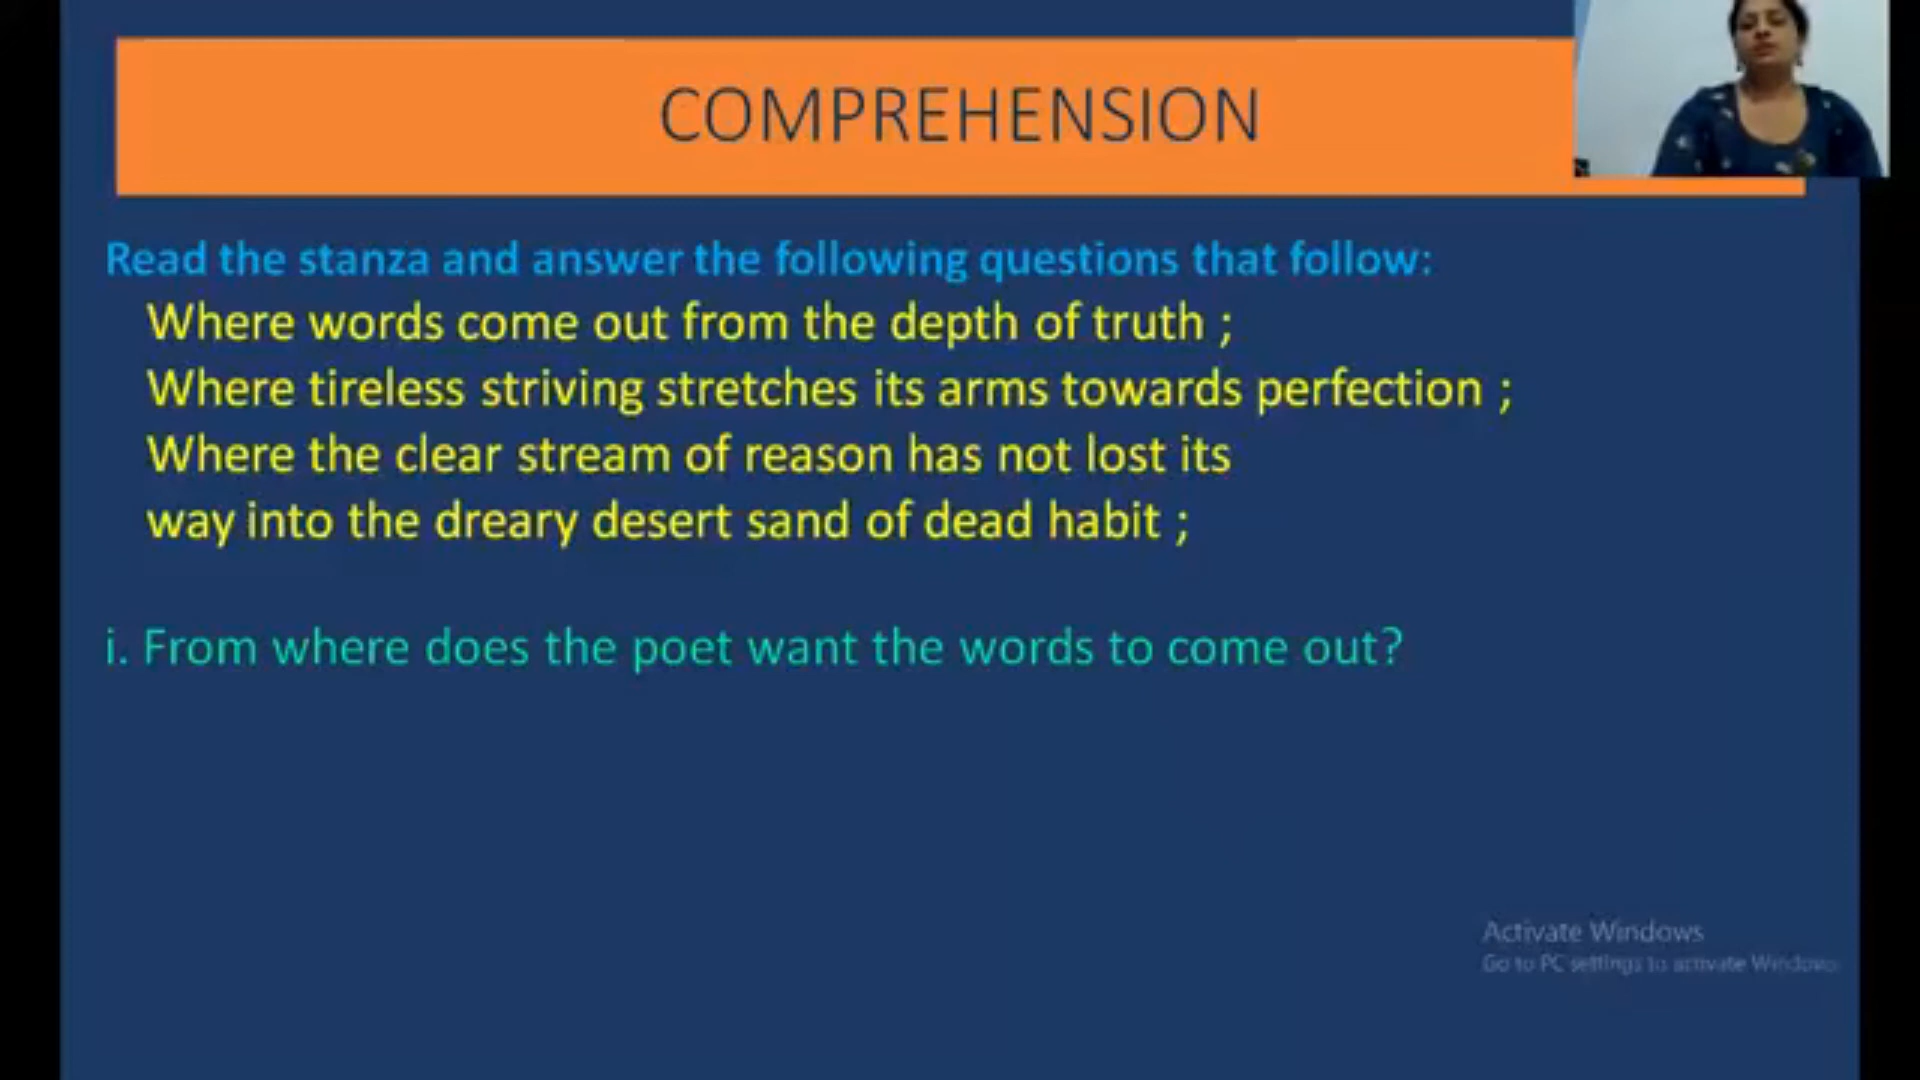 COMPREHENSION
Read the stanza and answer the following questions that follow:
Where words come out from the depth of truth ;
Where tireless striving stretches its arms towards perfection ;
Where the clear stream of reason has not lost its
way into the dreary desert sand of dead habit ;
i. From where does the poet want the words to come out?
Activate Windows
Go to PC settings to activate Windows.